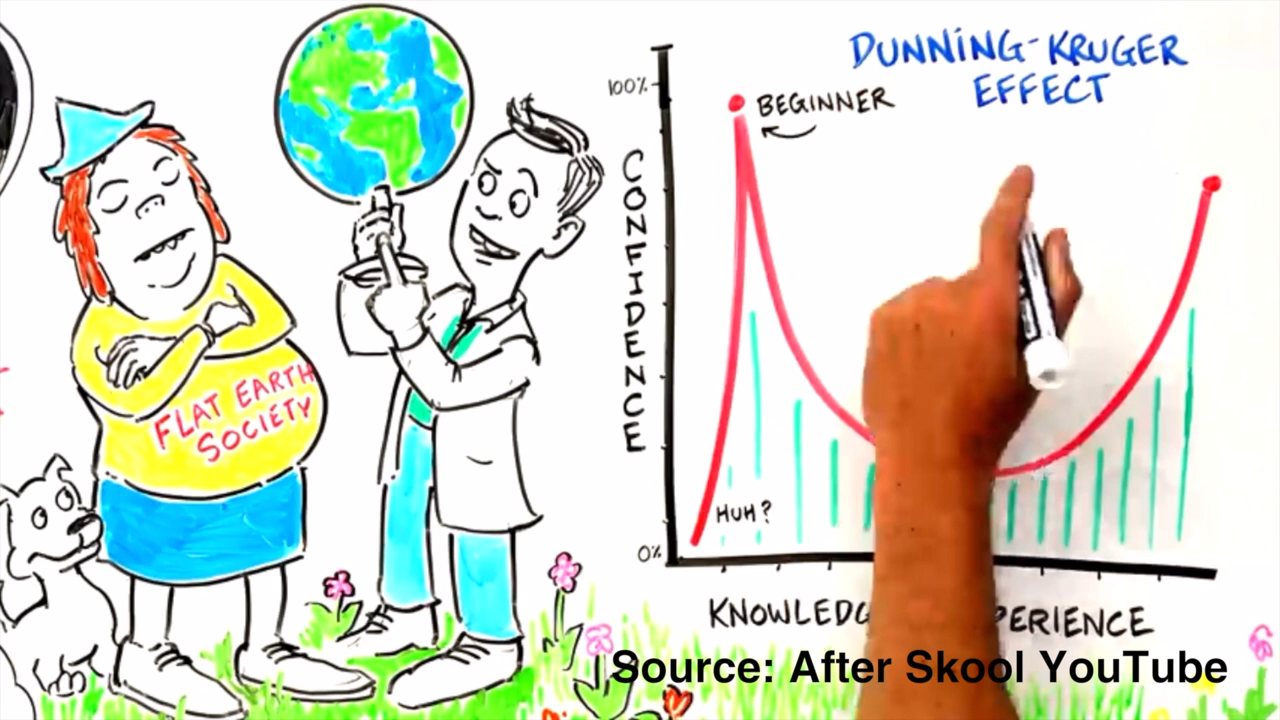 FLAT EARTH
SOCIETY
DUNNING-KRUGER
EFFECT
100%
BEGINNER
CONFIDENCE
HUH?
0%
Source: After Skool YouTube